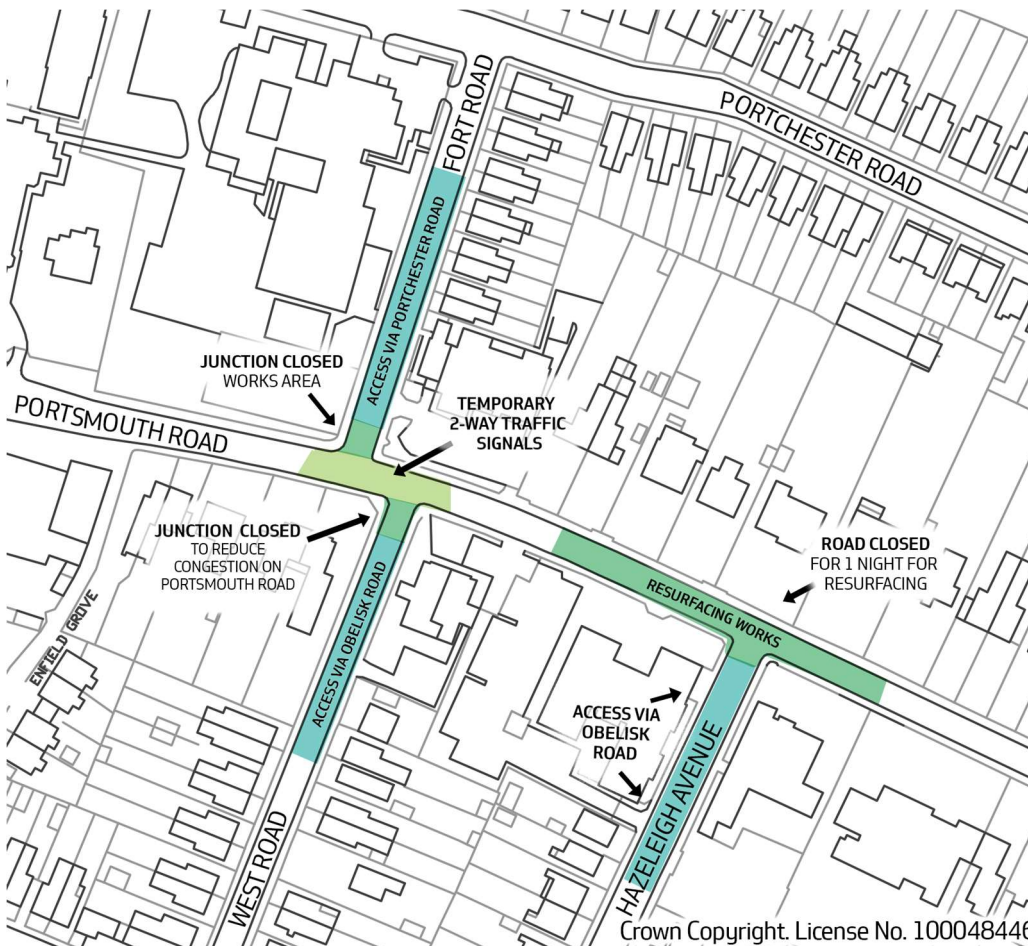 FORT ROAD
PORTCHESTER ROAD
ACCESS VIA PORTCHESTER ROAD
JUNCTION CLOSED
WORKS AREA
PORTSMOUTH ROAD
TEMPORARY
2-WAY TRAFFIC
SIGNALS
JUNCTION CLOSED
TO REDUCE
CONGESTION ON
PORTSMOUTH ROAD
ROAD CLOSED
FOR 1 NIGHT FOR
RESURFACING
RESURFACING WORKS
ENFIELD GROVE
ACCESS VIA OBELISK ROAD
ACCESS VIA
OBELISK
ROAD
HAZELEIGH AVENUE
WEST ROAD
Crown Copyright. License No. 100048446